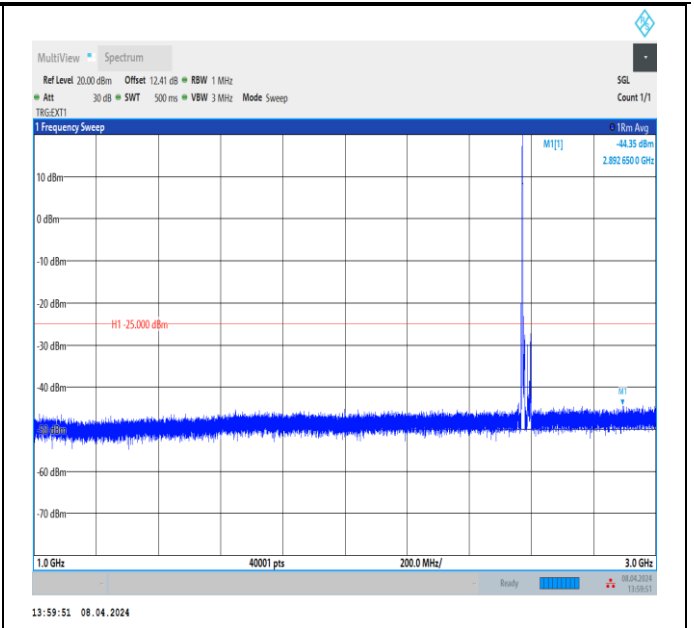 MultiView Spectrum
Ref Level 20.00 dBm Offset 12.41 dB RBW 1 MHz SGL
Att 30 dB SWT 500 ms VBW 3 MHz Mode Sweep Count 1/1
TRG:EXT1
1 Frequency Sweep 1Rm Avg
M1[1] -44.35 dBm
2.892 650 0 GHz
10 dBm
0 dBm
-10 dBm
-20 dBm
H1 -25.000 dBm
-30 dBm
-40 dBm
M1
-50 dBm
-60 dBm
-70 dBm
1.0 GHz 40001 pts 200.0 MHz/ 3.0 GHz
Ready 08.04.2024
13:59:51
13:59:51 08.04.2024